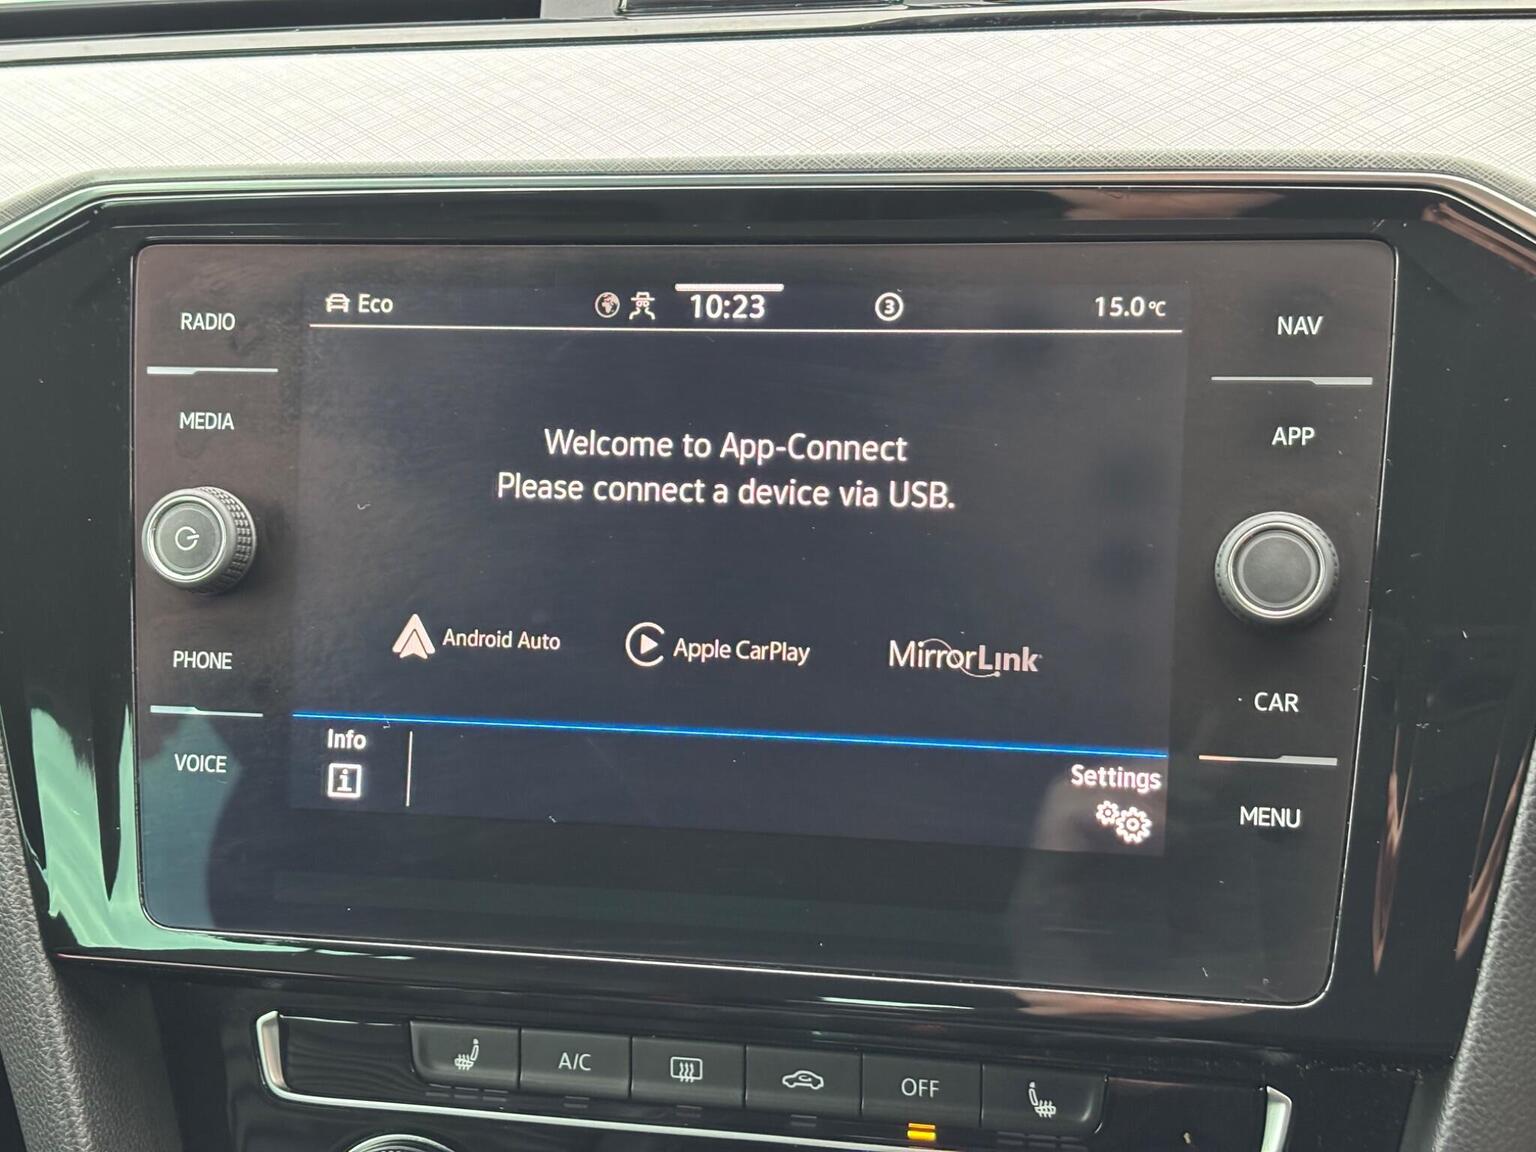 RADIO
MEDIA
PHONE
VOICE
Eco
10:23
3
15.0°C
Welcome to App-Connect
Please connect a device via USB.
Android Auto
Apple CarPlay
MirrorLink
Info
i
Settings
NAV
APP
CAR
MENU
A/C
OFF